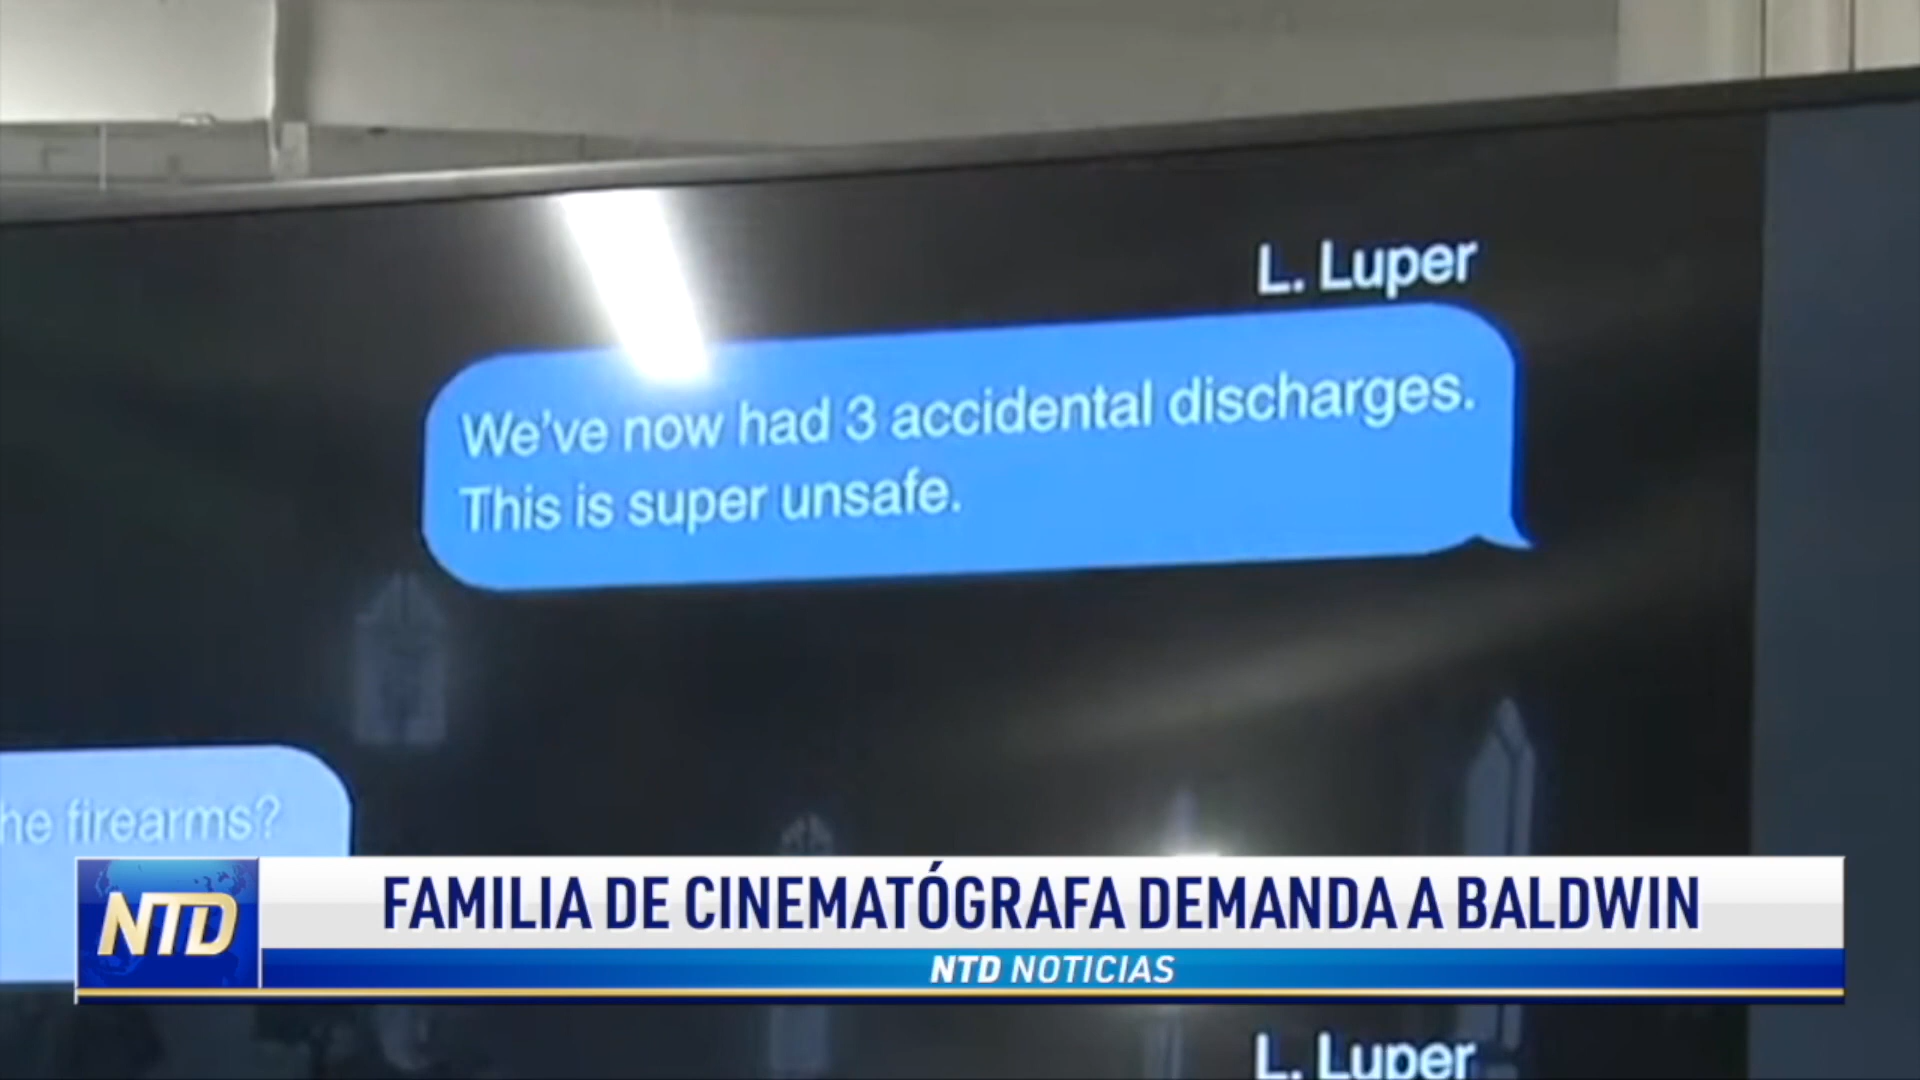 L. Luper
We've now had 3 accidental discharges.
This is super unsafe.
he firearms?
NTD
FAMILIA DE CINEMATÓGRAFA DEMANDA A BALDWIN
NTD NOTICIAS
L. Luper